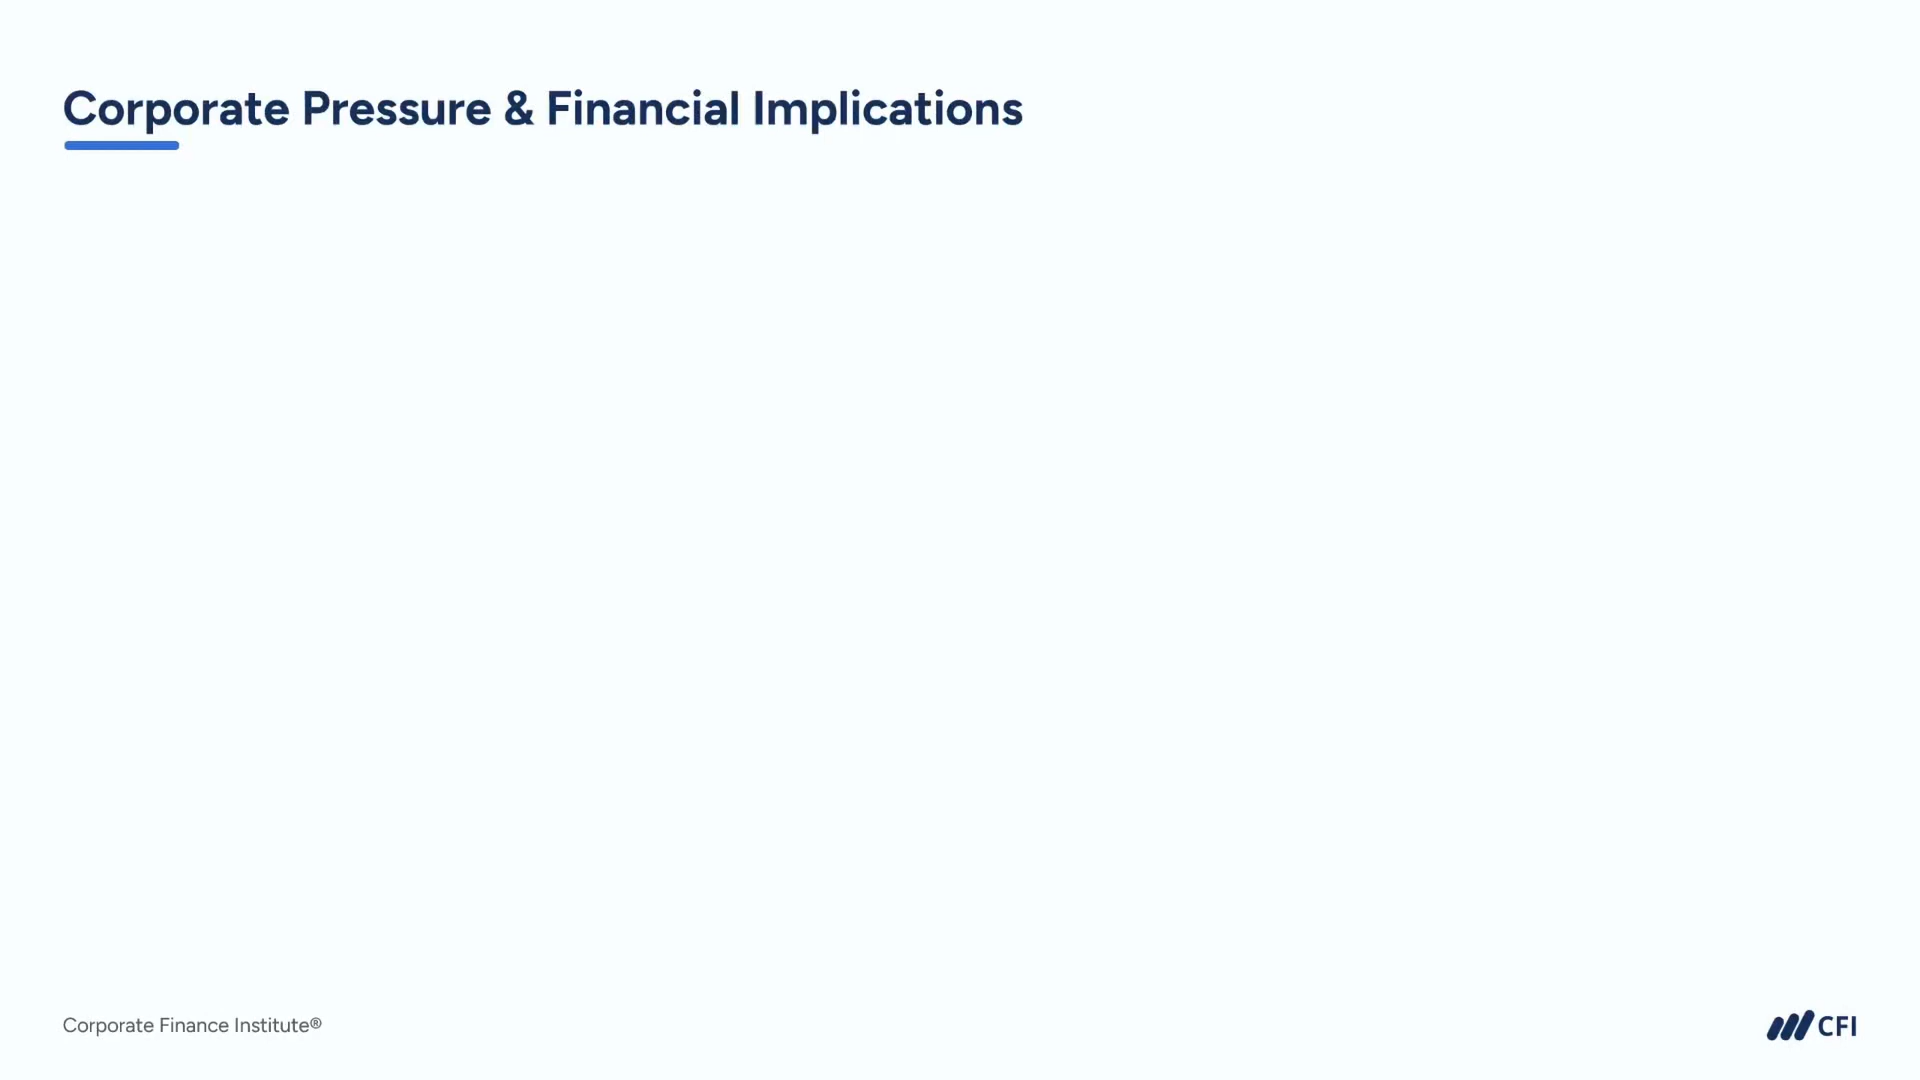 Corporate Pressure & Financial Implications
Corporate Finance Institute®
CFI